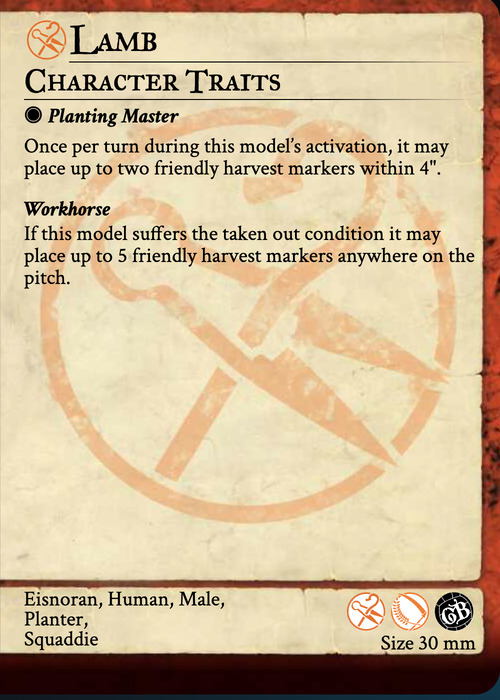 Lamb
Character Traits
Planting Master
Once per turn during this model's activation, it may
place up to two friendly harvest markers within 4".
Workhorse
If this model suffers the taken out condition it may
place up to 5 friendly harvest markers anywhere on the
pitch.
Eisnoran, Human, Male,
Planter,
Squaddie
GB
Size 30 mm